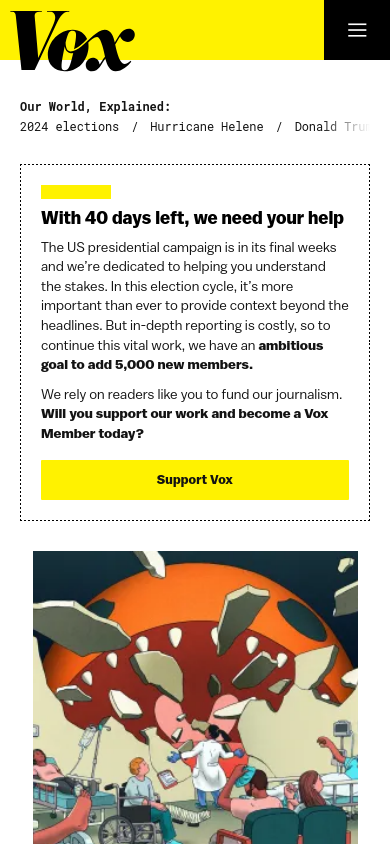 Vox
Our World, Explained:
2024 elections / Hurricane Helene / Donald
With 40 days left, we need your help
The US presidential campaign is in its final weeks
and we’re dedicated to helping you understand
the stakes. In this election cycle, it’s more
important than ever to provide context beyond the
headlines. But in-depth reporting is costly, so to
continue this vital work, we have an ambitious
goal to add 5,000 new members.
We rely on readers like you to fund our journalism.
Will you support our work and become a Vox
Member today?
Support Vox